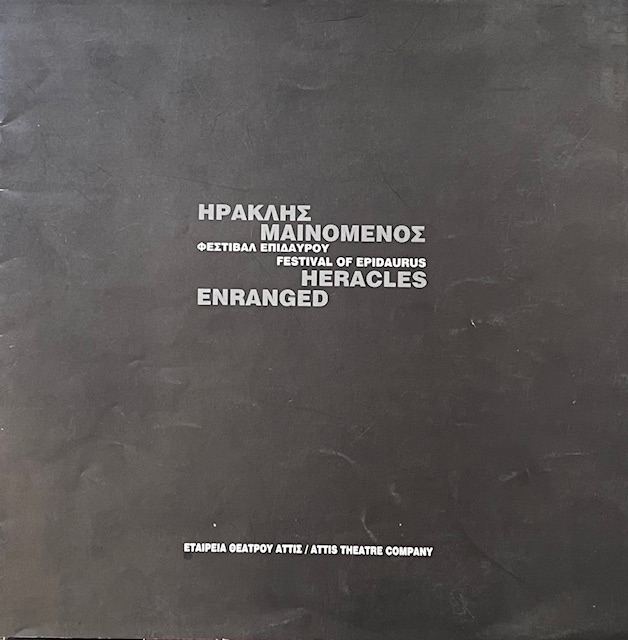 ΗΡΑΚΛΗΣ
ΜΑΙΝΟΜΕΝΟΣ
ΦΕΣΤΙΒΑΛ ΕΠΙΔΑΥΡΟΥ
FESTIVAL OF EPIDAURUS
HERACLES
ENRANGED
ΕΤΑΙΡΕΙΑ ΘΕΑΤΡΟΥ ΑΤΤΙΣ / ATTIS THEATRE COMPANY